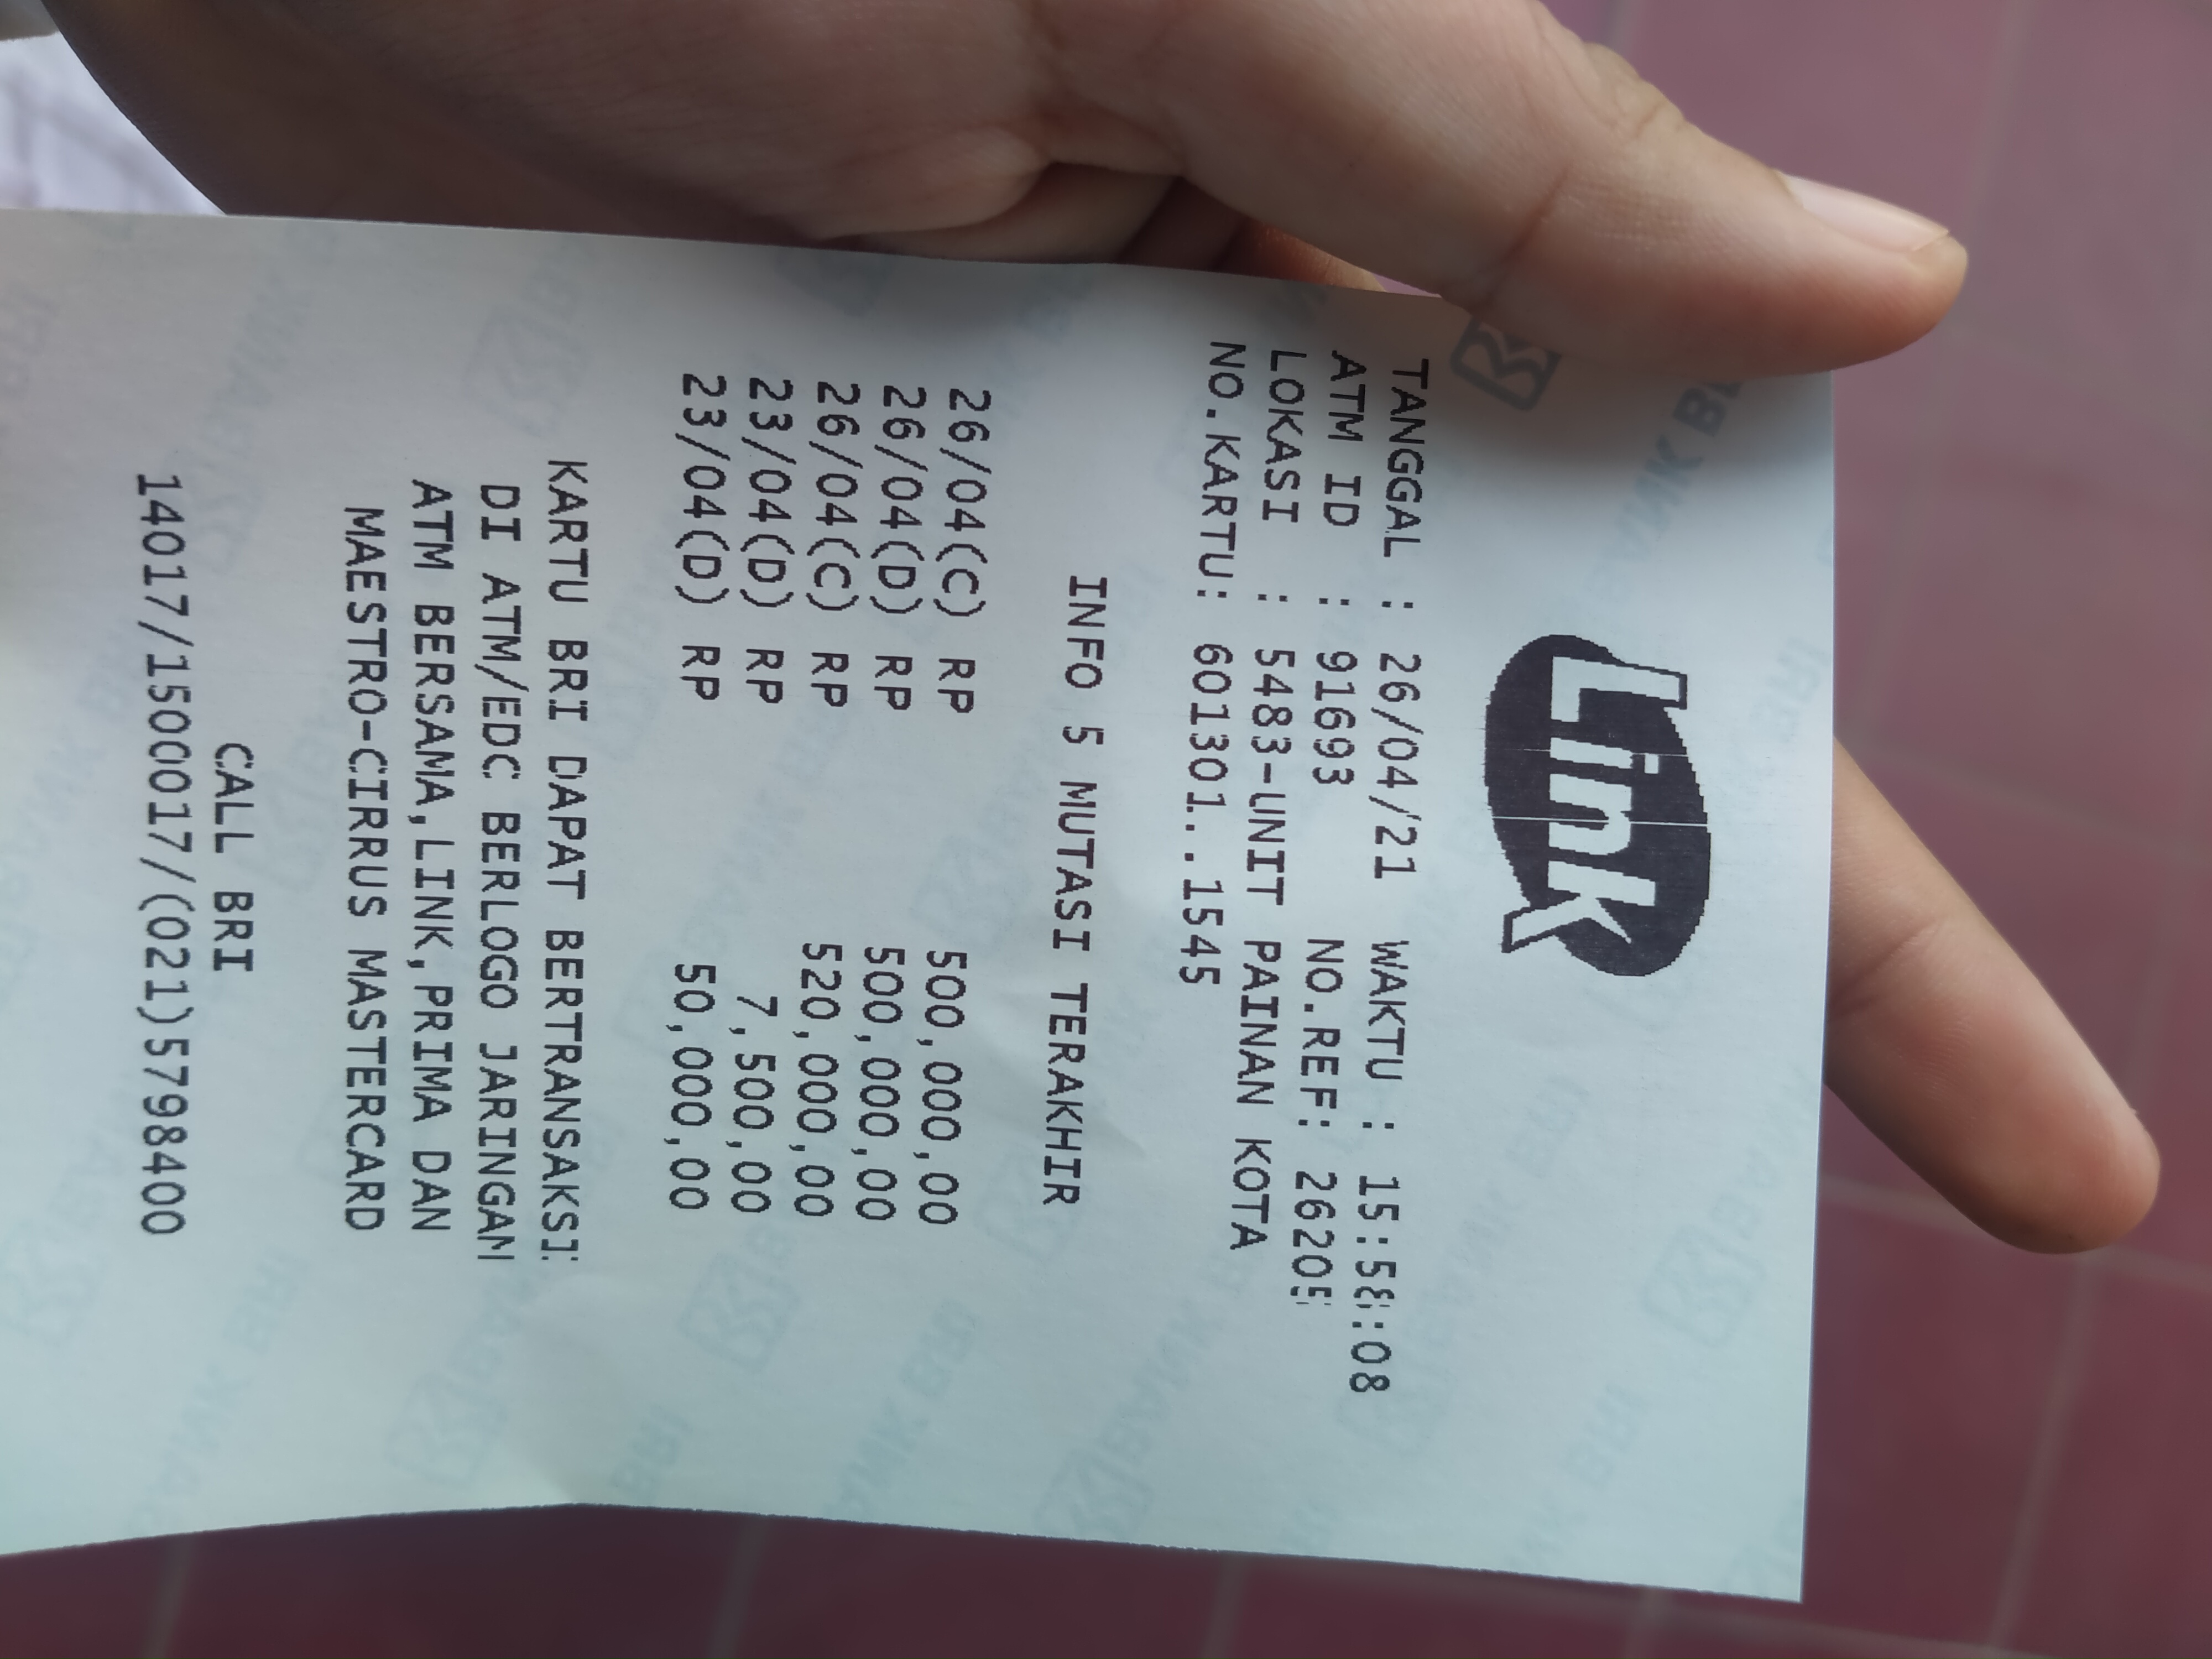 Link
TANGGAL : 26/04/21 WAKTU : 15:58:08
ATM ID : 91693 NO.REF:
LOKASI : 5483-UNIT PAINAN KOTA
NO.KARTU: 601301..1545
INFO 5 MUTASI TERAKHIR
26/04(C) RP 500,000,00
26/04(D) RP 500,000,00
26/04(C) RP 520,000,00
23/04(D) RP 7,500,00
23/04(D) RP 50,000,00
KARTU BRI DAPAT BERTRANSAKSI
DI ATM/EDC BERLOGO JARINGAN
ATM BERSAMA,LINK,PRIMA DAN
MAESTRO-CIRRUS MASTERCARD
CALL BRI
14017/1500017/(021)5798400